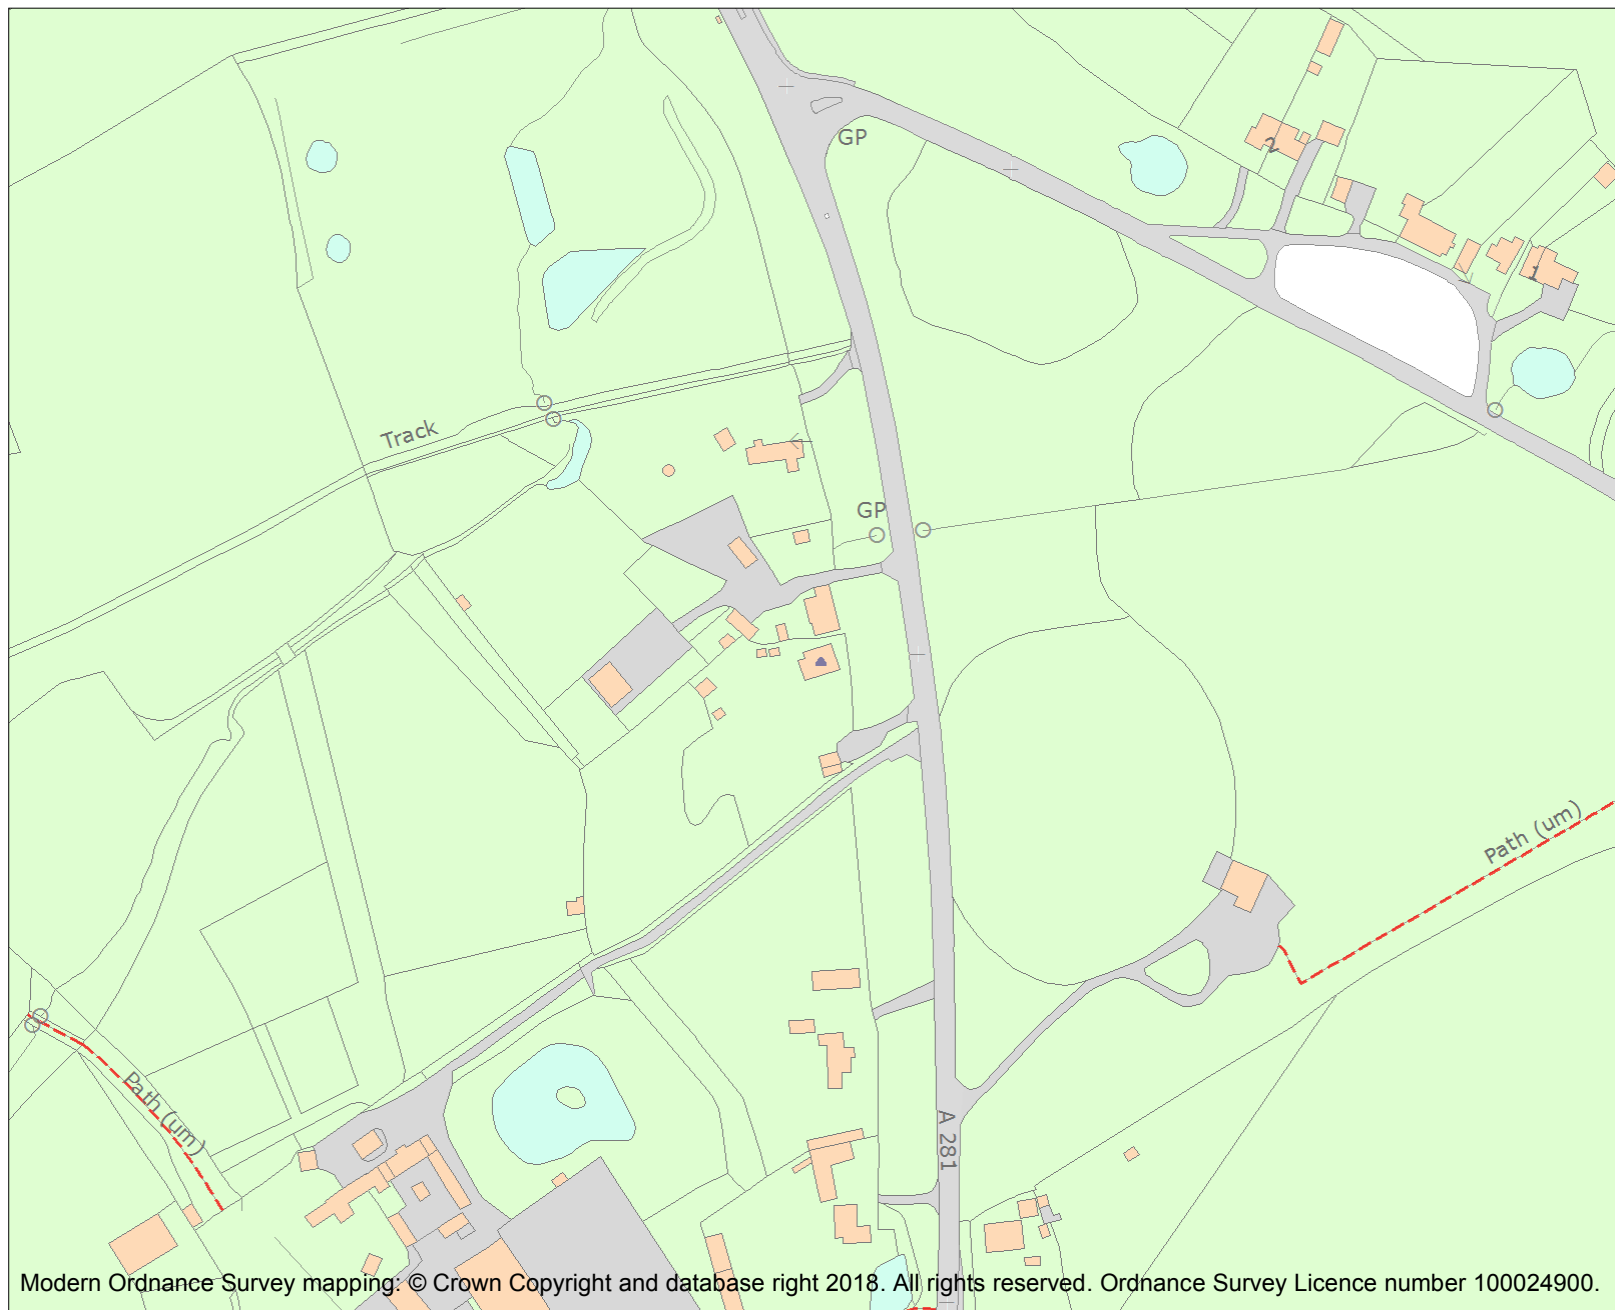 GP
2
1
Track
GP
Path (um)
Path (um)
A 281
Modern Ordnance Survey mapping: © Crown Copyright and database right 2018. All rights reserved. Ordnance Survey Licence number 100024900.